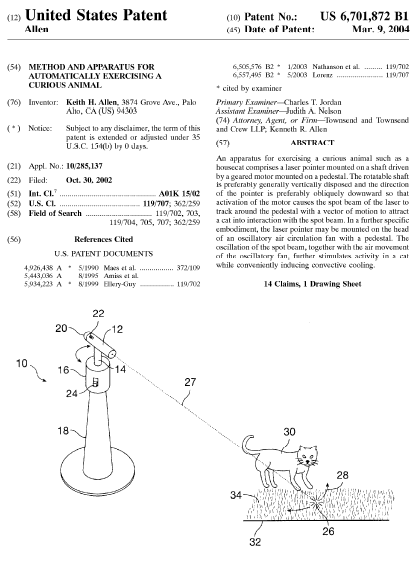 (12) United States Patent
Allen
(10) Patent No.: US 6,701,872 B1
(45) Date of Patent: Mar. 9, 2004
(54) METHOD AND APPARATUS FOR
AUTOMATICALLY EXERCISING A
CURIOUS ANIMAL
(76) Inventor: Keith H. Allen, 3874 Grove Ave., Palo
Alto, CA (US) 94303
(*) Notice: Subject to any disclaimer, the term of this
patent is extended or adjusted under 35
U.S.C. 154(b) by 0 days.
(21) Appl. No.: 10/285,137
(22) Filed: Oct. 30, 2002
(51) Int. Cl.7 ........................ A01K 15/02
(52) U.S. Cl. ........................ 119/707; 362/259
(58) Field of Search ........................ 119/702, 703,
119/704, 705, 707; 362/259
(56) References Cited
U.S. PATENT DOCUMENTS
4,926,438 A * 5/1990 Maes et al. ............... 372/109
5,443,036 A 8/1995 Amiss et al.
5,934,223 A * 8/1999 Ellery-Guy ............... 119/702
6,505,576 B2 * 1/2003 Nathanson et al. ......... 119/702
6,557,495 B2 * 5/2003 Lorenz ..................... 119/707
* cited by examiner
Primary Examiner—Charles T. Jordan
Assistant Examiner—Judith A. Nelson
(74) Attorney, Agent, or Firm—Townsend and Townsend
and Crew LLP; Kenneth R. Allen
(57) ABSTRACT
An apparatus for exercising a curious animal such as a
housecat comprises a laser pointer mounted on a shaft driven
by a geared motor mounted on a pedestal. The rotatable shaft
is preferably generally vertically disposed and the direction
of the pointer is preferably obliquely downward so that
activation of the motor causes the spot beam of the laser to
track around the pedestal with a vector of motion to attract
a cat into interaction with the spot beam. In a further specific
embodiment, the laser pointer may be mounted on the head
of an oscillatory air circulation fan with a pedestal. The
oscillation of the spot beam, together with the air motion of
the oscillatory fan, further stimulates activity in a cat
while conveniently inducing convective cooling.
14 Claims, 1 Drawing Sheet
22
20
12
10
16
14
24
27
18
30
28
34
26
32